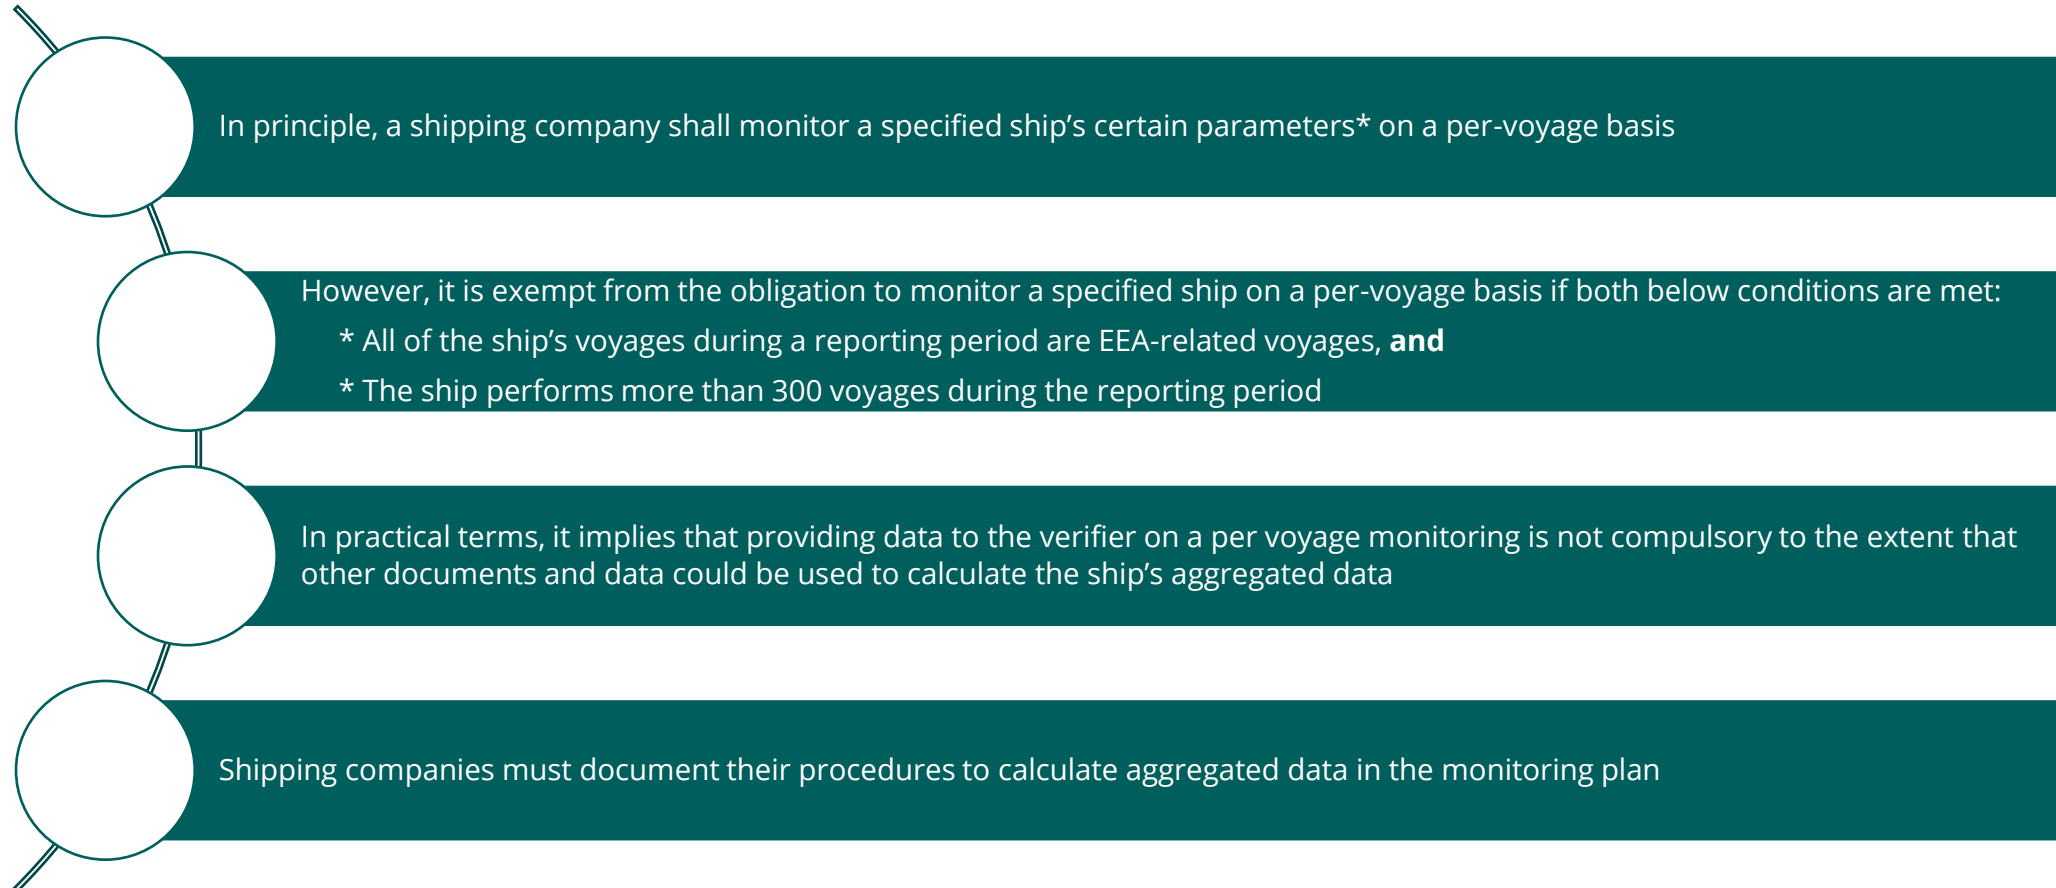 In principle, a shipping company shall monitor a specified ship’s certain parameters* on a per-voyage basis
However, it is exempt from the obligation to monitor a specified ship on a per-voyage basis if both below conditions are met:
* All of the ship’s voyages during a reporting period are EEA-related voyages, and
* The ship performs more than 300 voyages during the reporting period
In practical terms, it implies that providing data to the verifier on a per voyage monitoring is not compulsory to the extent that
other documents and data could be used to calculate the ship’s aggregated data
Shipping companies must document their procedures to calculate aggregated data in the monitoring plan